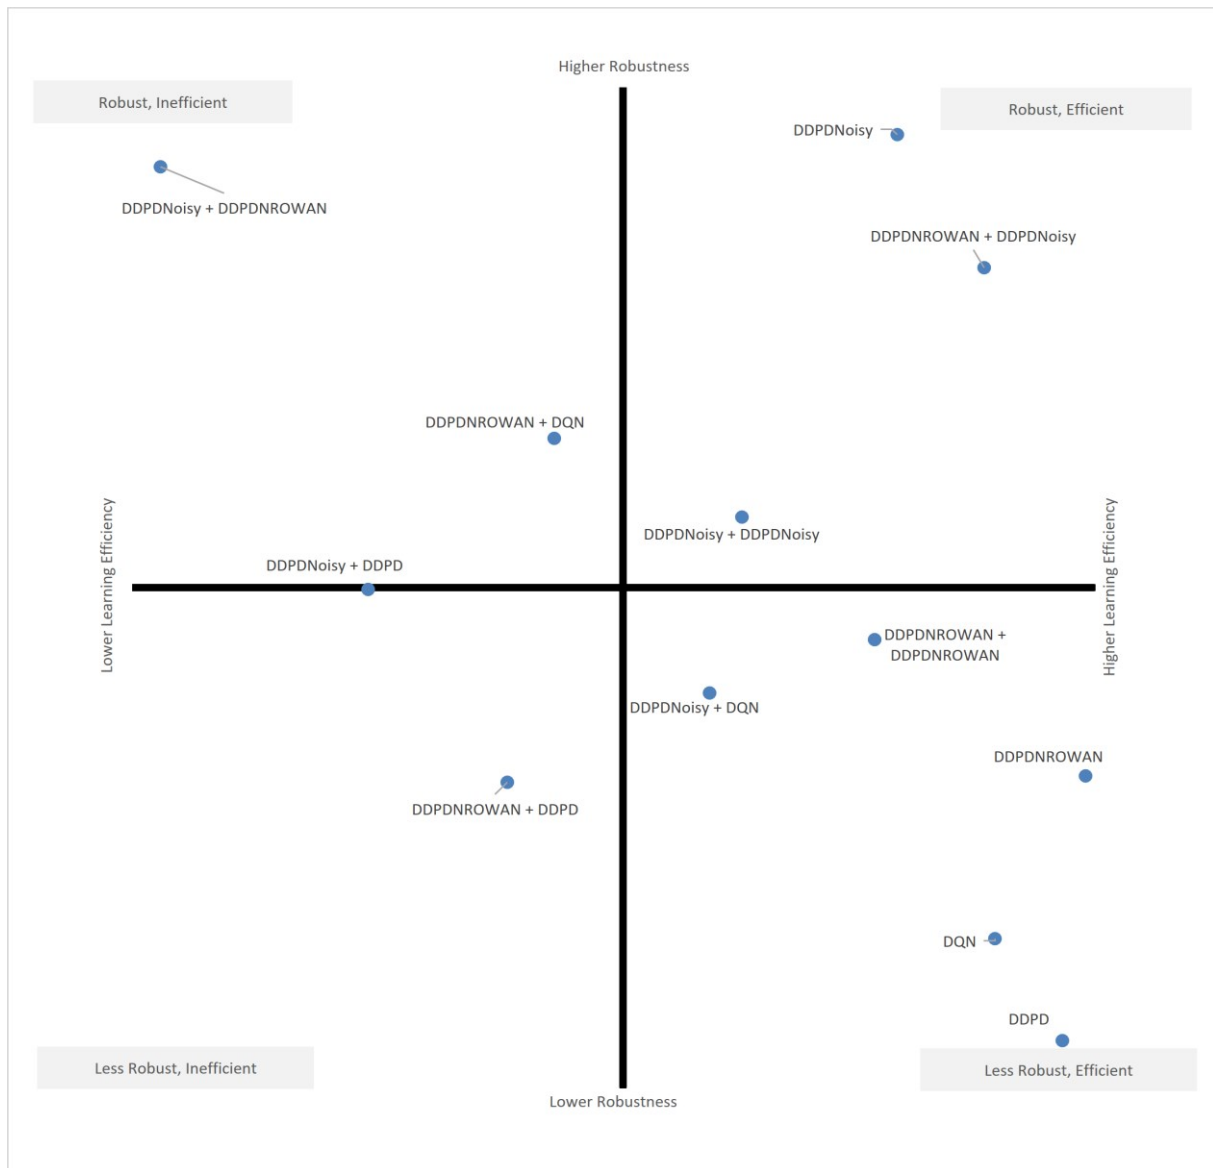 Higher Robustness
Robust, Inefficient
Robust, Efficient
DDPDNoisy
DDPDNoisy + DDPDNROWAN
DDPDNROWAN + DDPDNoisy
DDPDNROWAN + DQN
Lower Learning Efficiency
Higher Learning Efficiency
DDPDNoisy + DDPDNoisy
DDPDNoisy + DDPD
DDPDNROWAN +
DDPDNROWAN
DDPDNoisy + DQN
DDPDNROWAN
DDPDNROWAN + DDPD
DQN
DDPD
Less Robust, Inefficient
Less Robust, Efficient
Lower Robustness